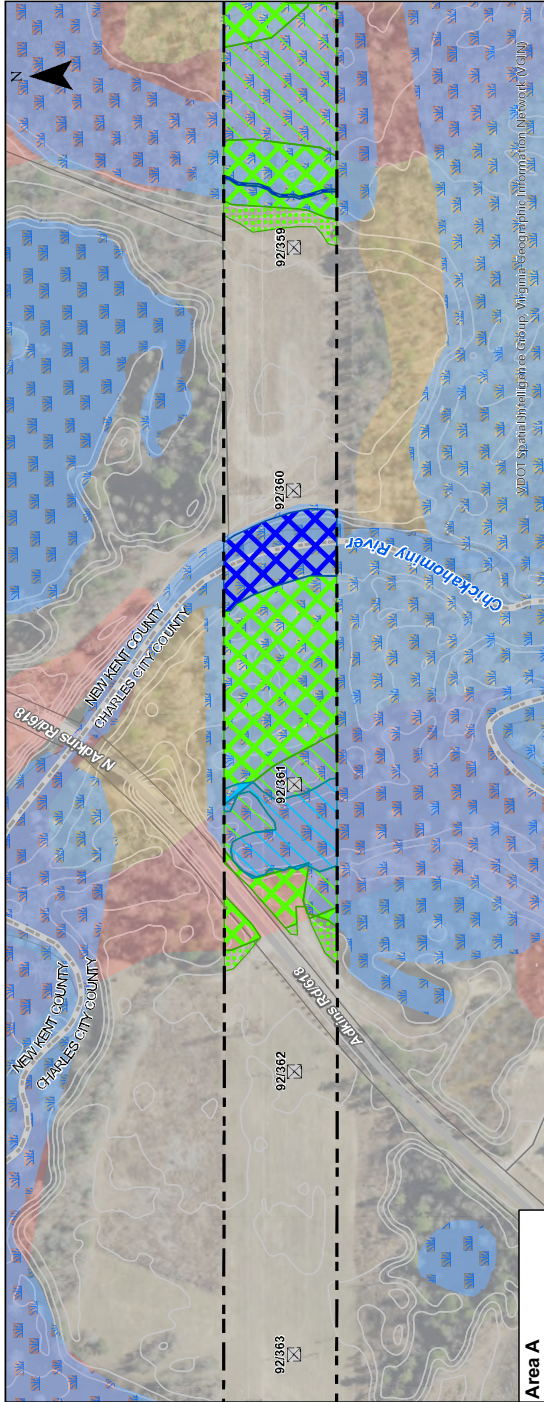 N
VDOT Spatial Intelligence Group, Virginia Geographic Information Network (VGIN)
92/359
92/360
Chickahominy River
NEW KENT COUNTY
CHARLES CITY COUNTY
N Adkins Rd/618
92/361
Adkins Rd/618
NEW KENT COUNTY
CHARLES CITY COUNTY
92/362
92/363
Area A